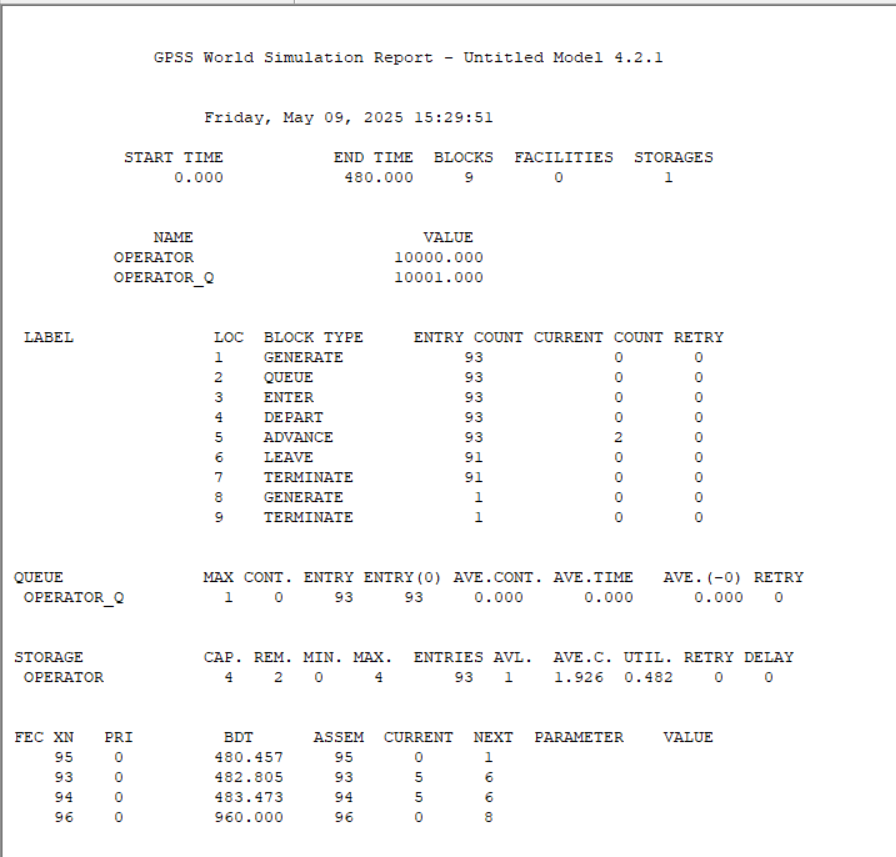 GPSS World Simulation Report - Untitled Model 4.2.1
Friday, May 09, 2025 15:29:51
START TIME END TIME BLOCKS FACILITIES STORAGES
0.000 480.000 9 0 1
NAME VALUE
OPERATOR 10000.000
OPERATOR_Q 10001.000
LABEL LOC BLOCK TYPE ENTRY COUNT CURRENT COUNT RETRY
1 GENERATE 93 0 0
2 QUEUE 93 0 0
3 ENTER 93 0 0
4 DEPART 93 0 0
5 ADVANCE 93 2 0
6 LEAVE 91 0 0
7 TERMINATE 91 0 0
8 GENERATE 1 0 0
9 TERMINATE 1 0 0
QUEUE MAX CONT. ENTRY ENTRY(0) AVE.CONT. AVE.TIME AVE.(-0) RETRY
OPERATOR_Q 1 0 93 93 0.000 0.000 0.000 0
STORAGE CAP. REM. MIN. MAX. ENTRIES AVL. AVE.C. UTIL. RETRY DELAY
OPERATOR 4 2 0 4 93 1 1.926 0.482 0 0
FEC XN PRI BDT ASSEM CURRENT NEXT PARAMETER VALUE
95 0 480.457 95 0 1
93 0 482.805 93 5 6
94 0 483.473 94 5 6
96 0 960.000 96 0 8